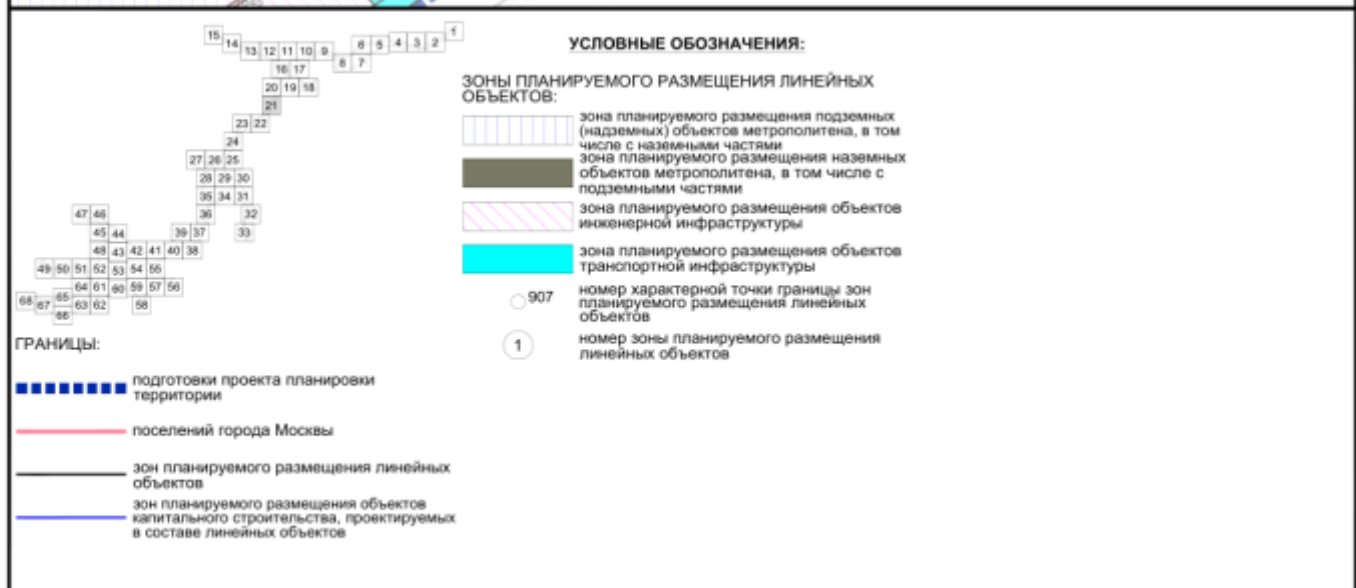 15 14 13 12 11 10 9 8 7 6 5 4 3 2 1
16 17
20 19 18
21
23 22
24
27 26 25
28 29 30
35 34 31
47 46 36 32
45 44 39 37 33
48 43 42 41 40 38
49 50 51 52 53 54 55
64 61 60 59 57 56
68 67 65 63 62 58
66
УСЛОВНЫЕ ОБОЗНАЧЕНИЯ:
ЗОНЫ ПЛАНИРУЕМОГО РАЗМЕЩЕНИЯ ЛИНЕЙНЫХ
ОБЪЕКТОВ:
зона планируемого размещения подземных
(надземных) объектов метрополитена, в том
числе с наземными частями
зона планируемого размещения наземных
объектов метрополитена, в том числе с
подземными частями
зона планируемого размещения объектов
инженерной инфраструктуры
зона планируемого размещения объектов
транспортной инфраструктуры
907
номер характерной точки границы зон
планируемого размещения линейных
объектов
1
номер зоны планируемого размещения
линейных объектов
ГРАНИЦЫ:
подготовки проекта планировки
территории
поселений города Москвы
зон планируемого размещения линейных
объектов
зон планируемого размещения объектов
капитального строительства, проектируемых
в составе линейных объектов